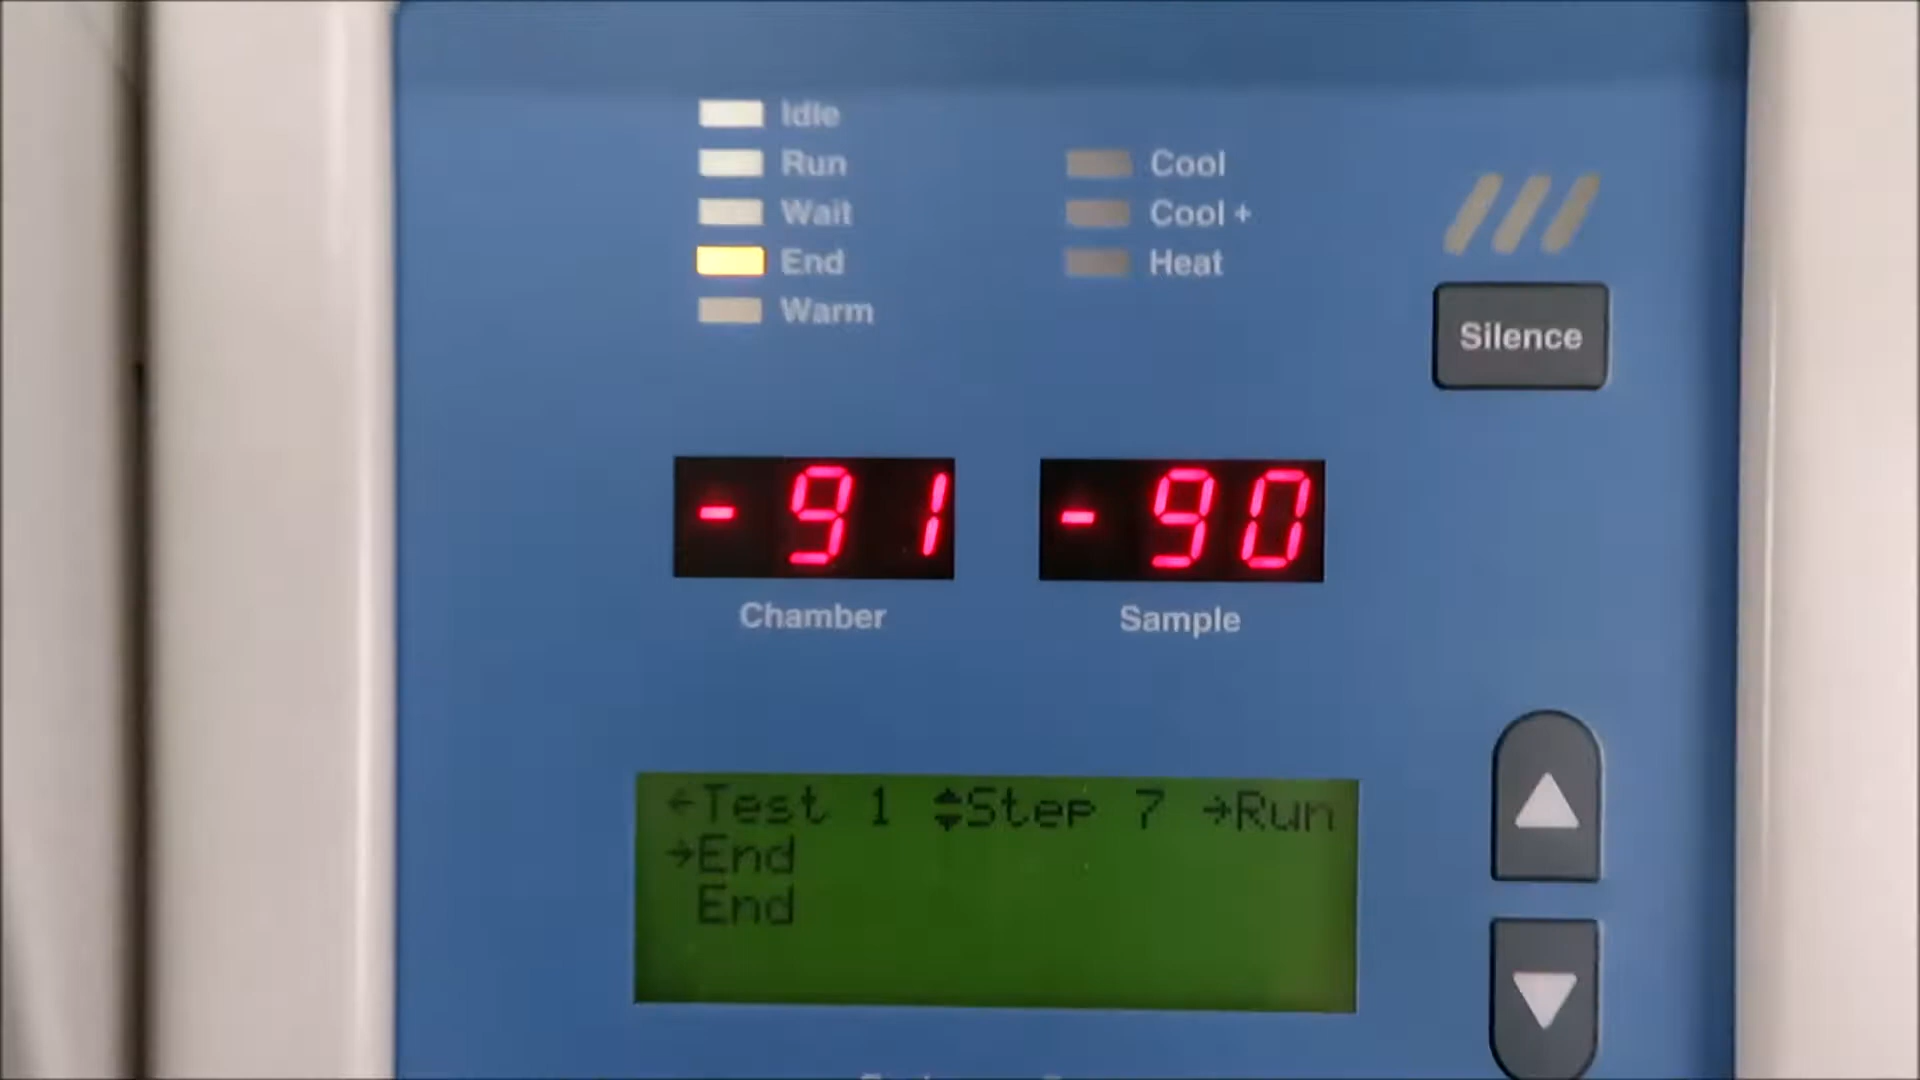 Idle
Run
Wait
End
Warm
Cool
Cool +
Heat
Silence
- 91
Chamber
- 90
Sample
←Test 1 Step 7 →Run
→End
End